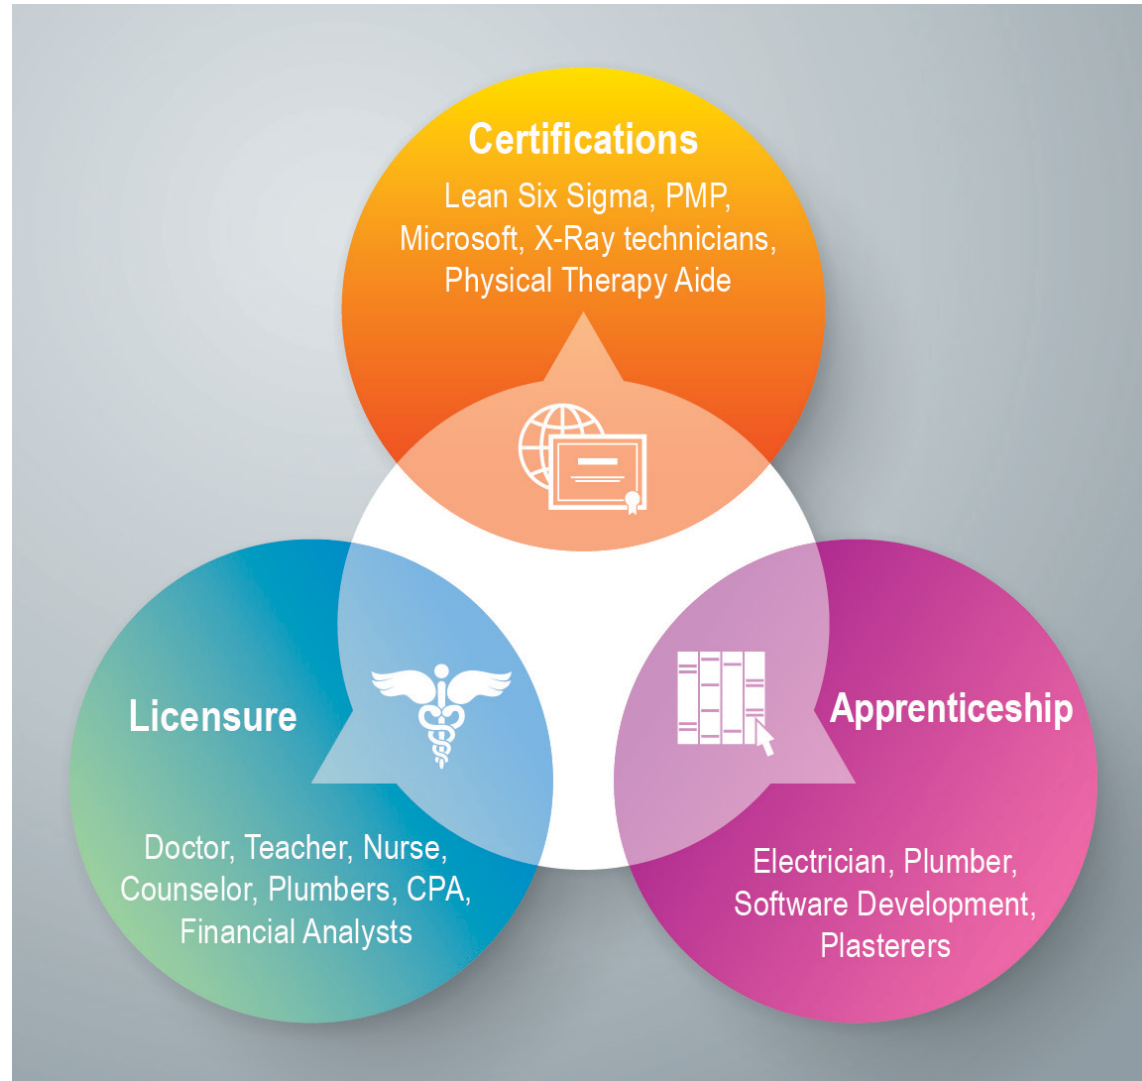 Certifications
Lean Six Sigma, PMP,
Microsoft, X-Ray technicians,
Physical Therapy Aide
Licensure
Doctor, Teacher, Nurse,
Counselor, Plumbers, CPA,
Financial Analysts
Apprenticeship
Electrician, Plumber,
Software Development,
Plasterers